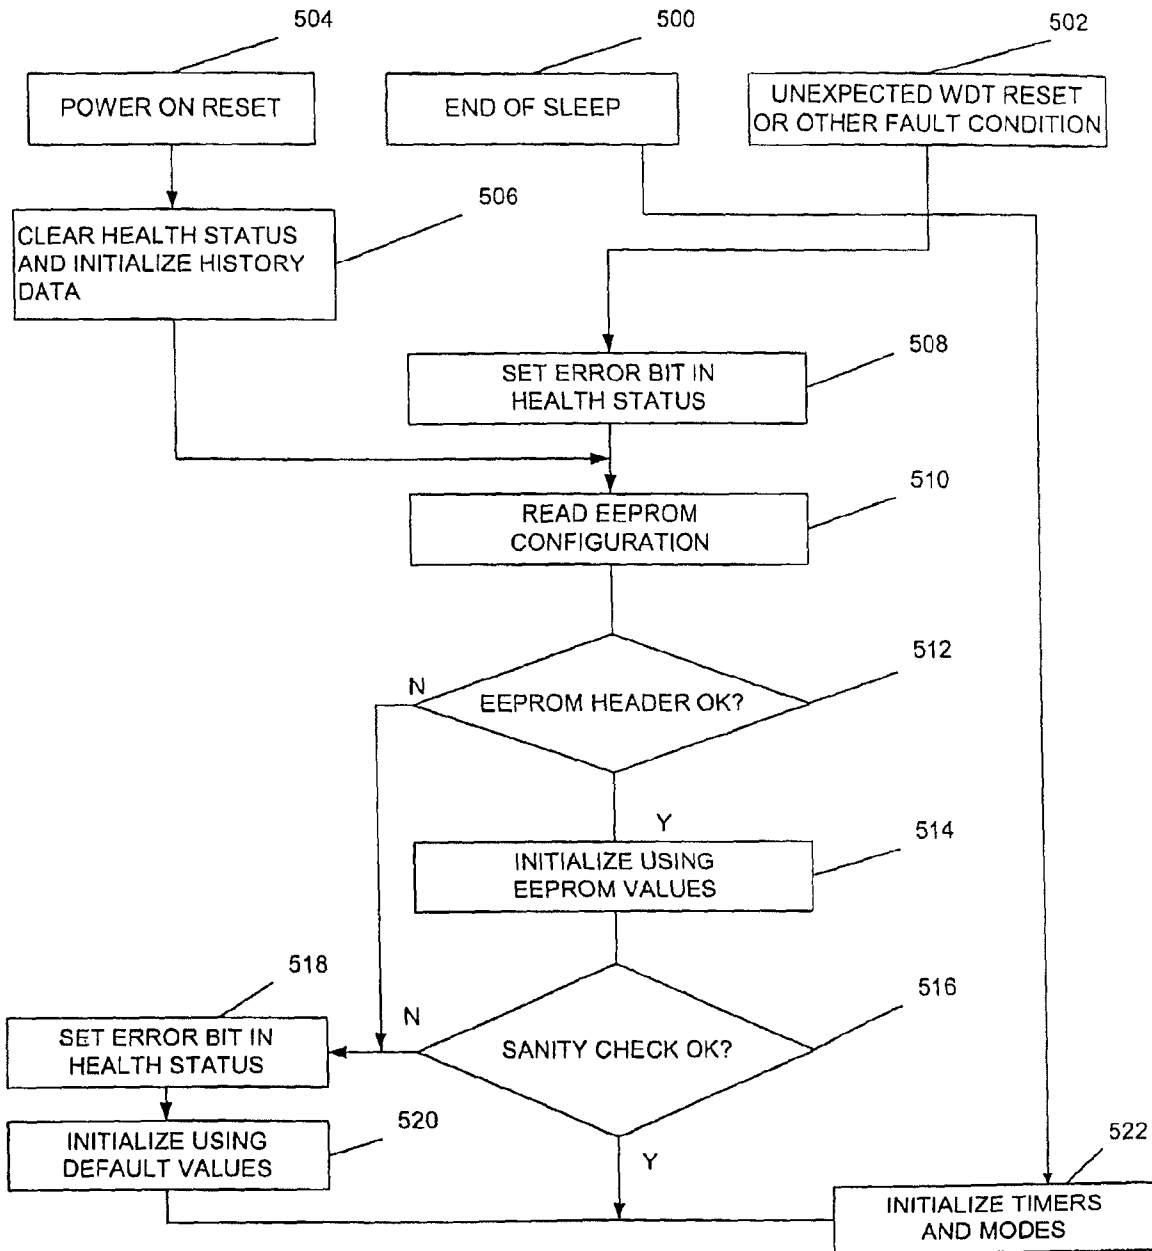 504
500
502
POWER ON RESET
END OF SLEEP
UNEXPECTED WDT RESET
OR OTHER FAULT CONDITION
506
CLEAR HEALTH STATUS
AND INITIALIZE HISTORY
DATA
508
SET ERROR BIT IN
HEALTH STATUS
510
READ EEPROM
CONFIGURATION
512
N
EEPROM HEADER OK?
Y
514
INITIALIZE USING
EEPROM VALUES
518
516
N
SET ERROR BIT IN
HEALTH STATUS
SANITY CHECK OK?
520
INITIALIZE USING
DEFAULT VALUES
Y
522
INITIALIZE TIMERS
AND MODES